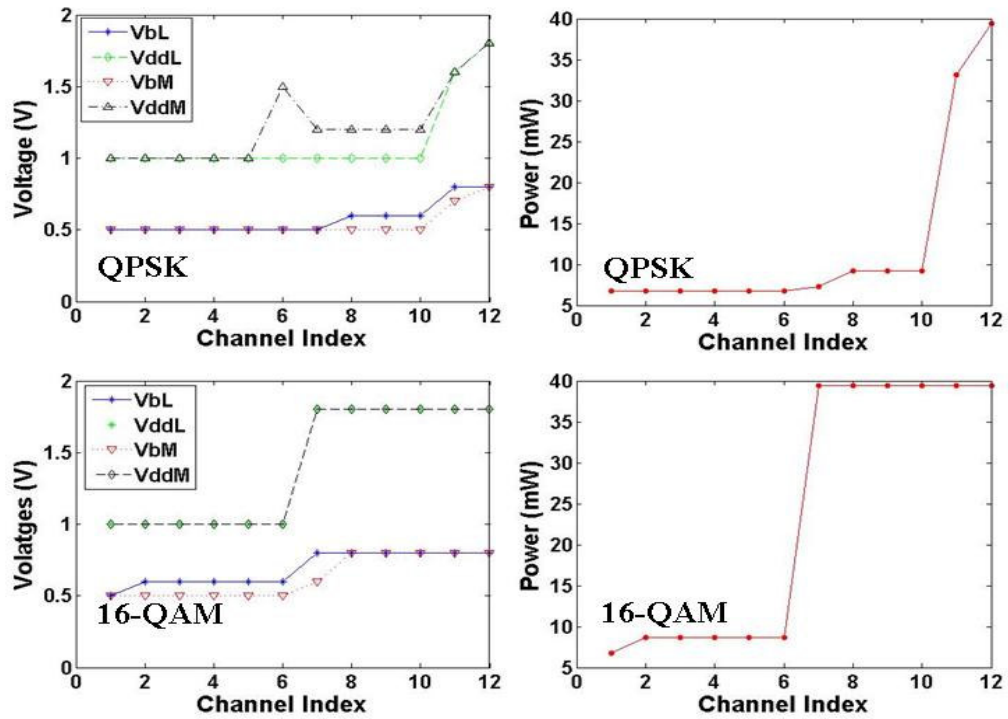 2
1.5
1
0.5
0
Voltage (V)
VbL
VddL
VbM
VddM
QPSK
0 2 4 6 8 10 12
Channel Index
40
35
30
25
20
15
10
5
Power (mW)
QPSK
0 2 4 6 8 10 12
Channel Index
2
1.5
1
0.5
0
Volatges (V)
VbL
VddL
VbM
VddM
16-QAM
0 2 4 6 8 10 12
Channel Index
40
35
30
25
20
15
10
5
Power (mW)
16-QAM
0 2 4 6 8 10 12
Channel Index